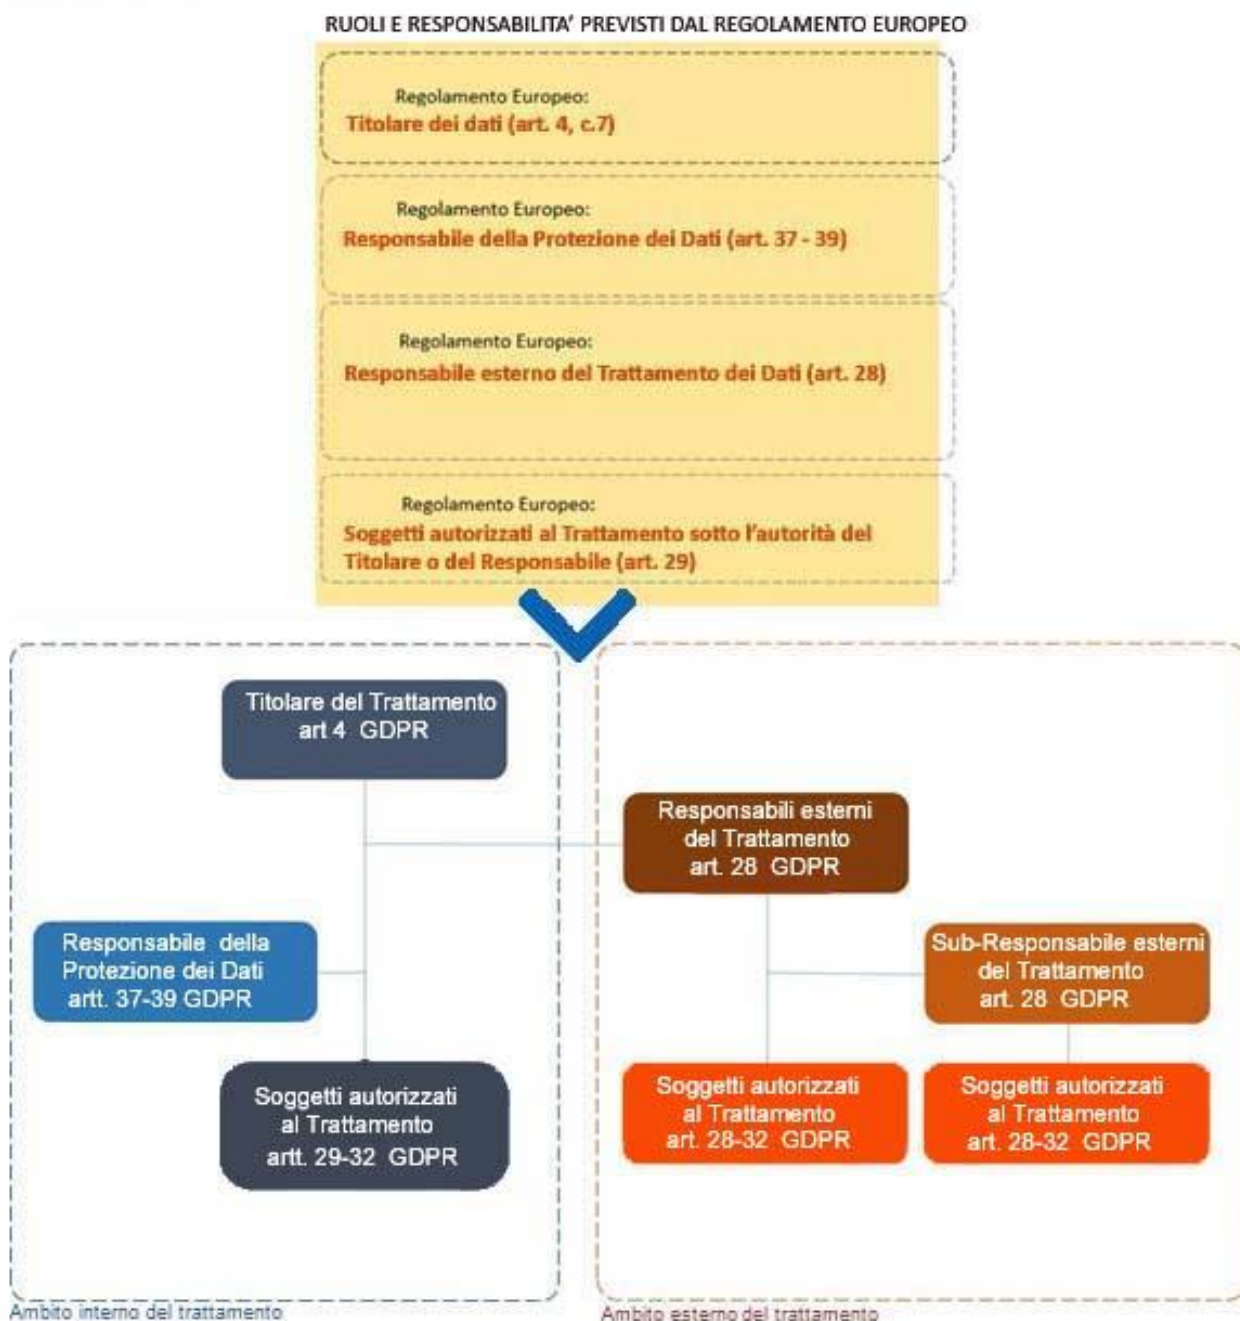 RUOLI E RESPONSABILITA’ PREVISTI DAL REGOLAMENTO EUROPEO
Regolamento Europeo:
Titolare dei dati (art. 4, c.7)
Regolamento Europeo:
Responsabile della Protezione dei Dati (art. 37 - 39)
Regolamento Europeo:
Responsabile esterno del Trattamento dei Dati (art. 28)
Regolamento Europeo:
Soggetti autorizzati al Trattamento sotto l’autorità del
Titolare o del Responsabile (art. 29)
Titolare del Trattamento
art 4 GDPR
Responsabile della
Protezione dei Dati
artt. 37-39 GDPR
Soggetti autorizzati
al Trattamento
artt. 29-32 GDPR
Ambito interno del trattamento
Responsabili esterni
del Trattamento
art. 28 GDPR
Sub-Responsabile esterni
del Trattamento
art. 28 GDPR
Soggetti autorizzati
al Trattamento
art. 28-32 GDPR
Soggetti autorizzati
al Trattamento
art. 28-32 GDPR
Ambito esterno del trattamento